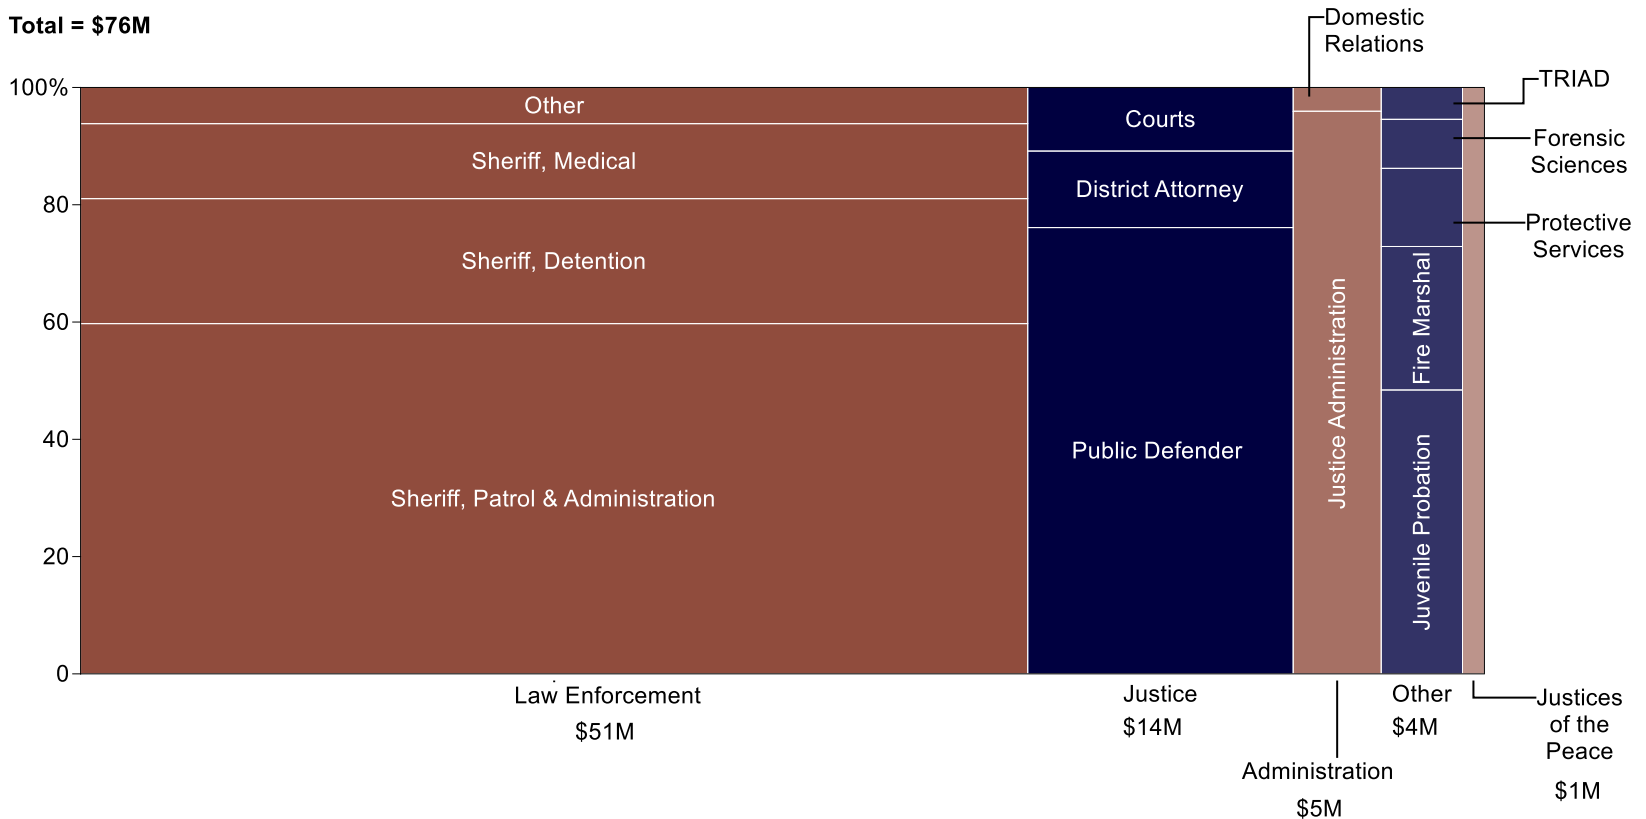 Total = $76M
Domestic
Relations
TRIAD
Forensic
Sciences
Protective
Services
100%
80
60
40
20
0
Other
Sheriff, Medical
Sheriff, Detention
Sheriff, Patrol & Administration
Courts
District Attorney
Public Defender
Justice Administration
Fire Marshal
Juvenile Probation
Law Enforcement
$51M
Justice
$14M
Administration
$5M
Other
$4M
Justices
of the
Peace
$1M